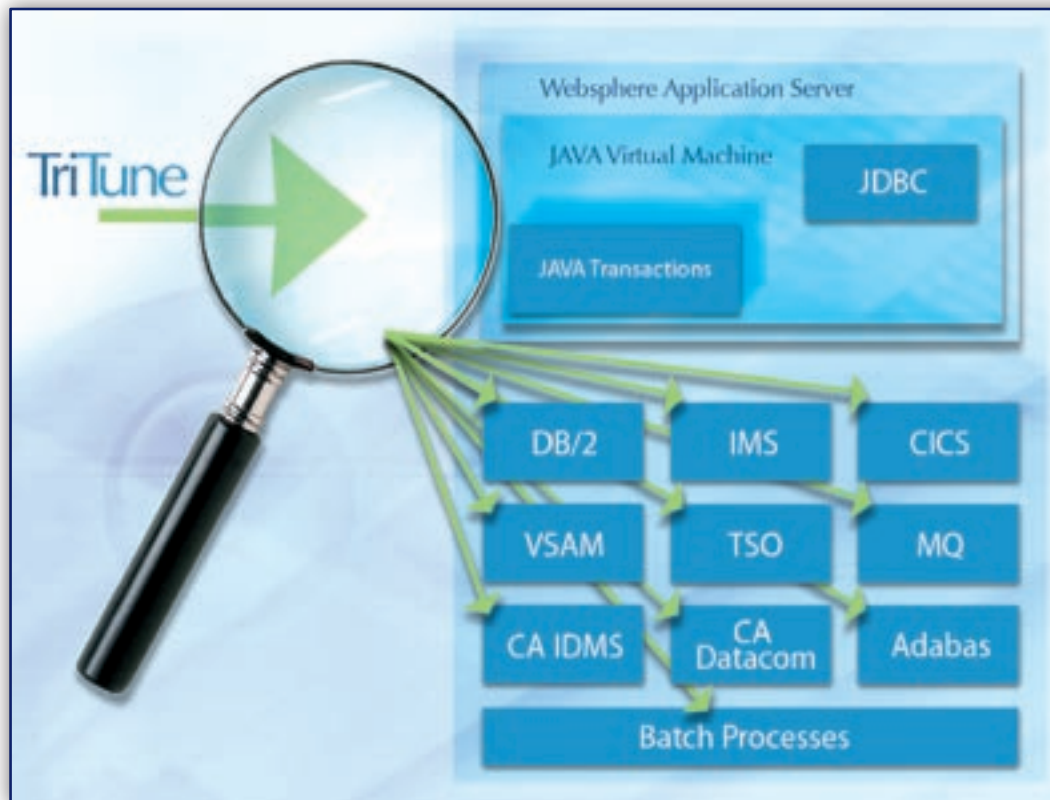 TriTune
Websphere Application Server
JAVA Virtual Machine
JDBC
JAVA Transactions
DB/2
IMS
CICS
VSAM
TSO
MQ
CA IDMS
CA
Datacom
Adabas
Batch Processes